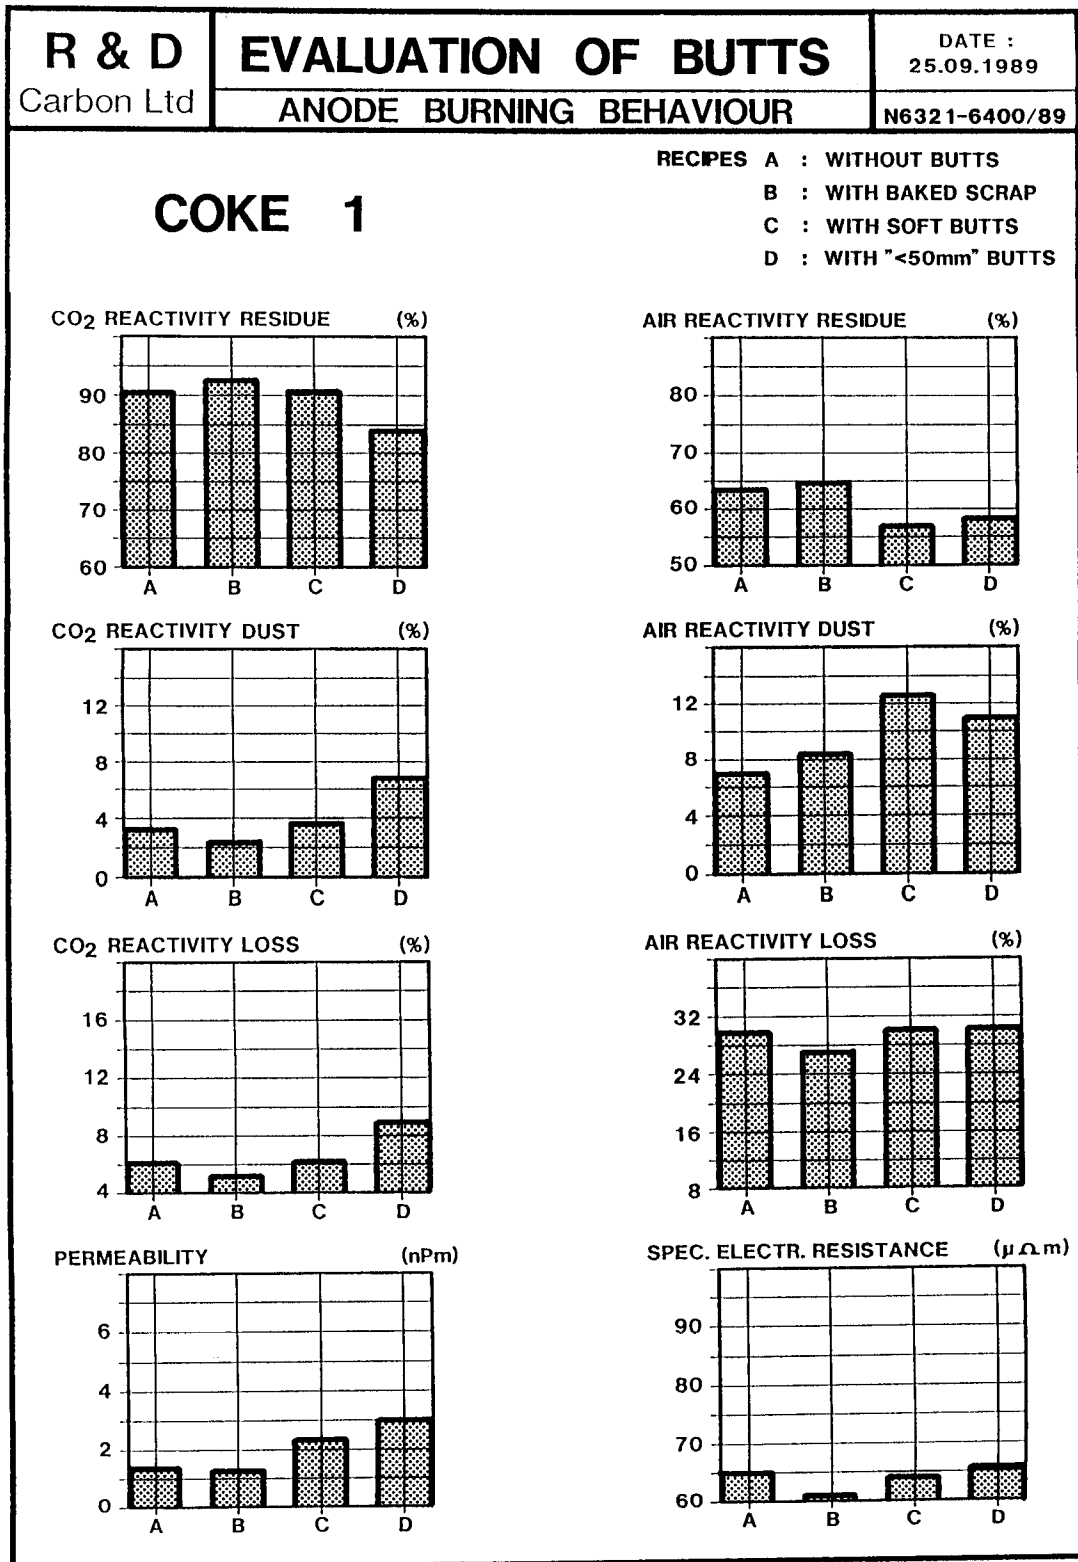 R & D
Carbon Ltd
EVALUATION OF BUTTS
ANODE BURNING BEHAVIOUR
DATE :
25.09.1989
N6321-6400/89
COKE 1
RECIPES A : WITHOUT BUTTS
B : WITH BAKED SCRAP
C : WITH SOFT BUTTS
D : WITH "<50mm" BUTTS
CO2 REACTIVITY RESIDUE (%)
90
80
70
60
A B C D
AIR REACTIVITY RESIDUE (%)
80
70
60
50
A B C D
CO2 REACTIVITY DUST (%)
12
8
4
0
A B C D
AIR REACTIVITY DUST (%)
12
8
4
0
A B C D
CO2 REACTIVITY LOSS (%)
16
12
8
4
A B C D
AIR REACTIVITY LOSS (%)
32
24
16
8
A B C D
PERMEABILITY (nPm)
6
4
2
0
A B C D
SPEC. ELECTR. RESISTANCE (μΩm)
90
80
70
60
A B C D